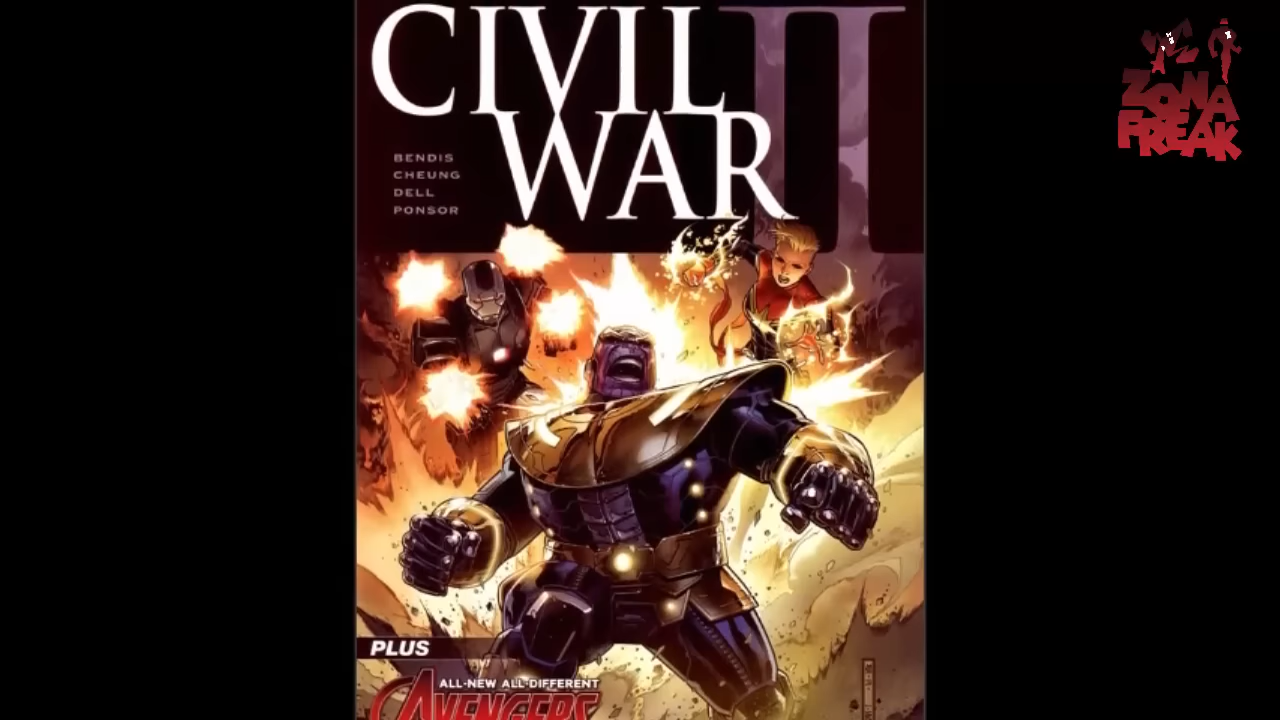 CIVIL II
WAR
BENDIS
CHEUNG
DELL
PONSOR
ZONA
FREAK
PLUS
ALL-NEW ALL-DIFFERENT
AVENGERS